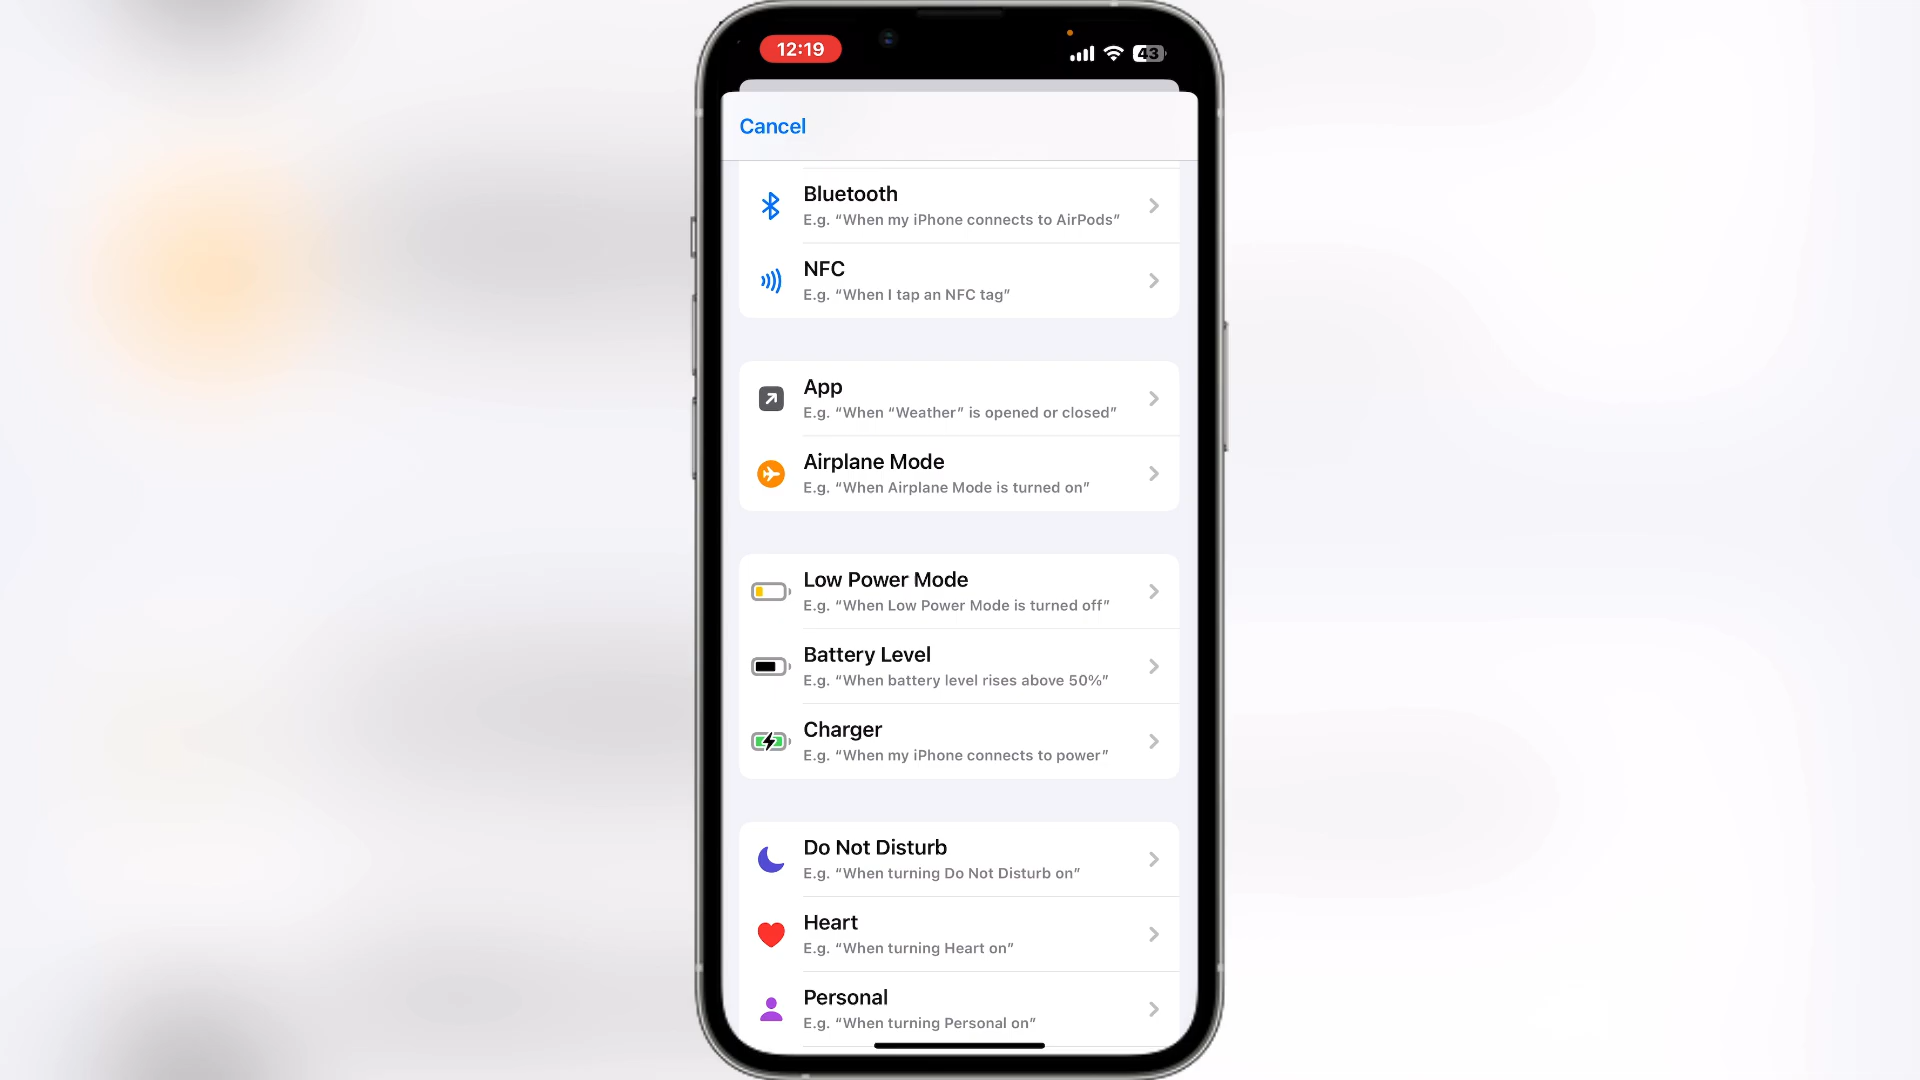 12:19
43
Cancel
Bluetooth
E.g. “When my iPhone connects to AirPods”
NFC
E.g. “When I tap an NFC tag”
App
E.g. “When “Weather” is opened or closed”
Airplane Mode
E.g. “When Airplane Mode is turned on”
Low Power Mode
E.g. “When Low Power Mode is turned off”
Battery Level
E.g. “When battery level rises above 50%”
Charger
E.g. “When my iPhone connects to power”
Do Not Disturb
E.g. “When turning Do Not Disturb on”
Heart
E.g. “When turning Heart on”
Personal
E.g. “When turning Personal on”